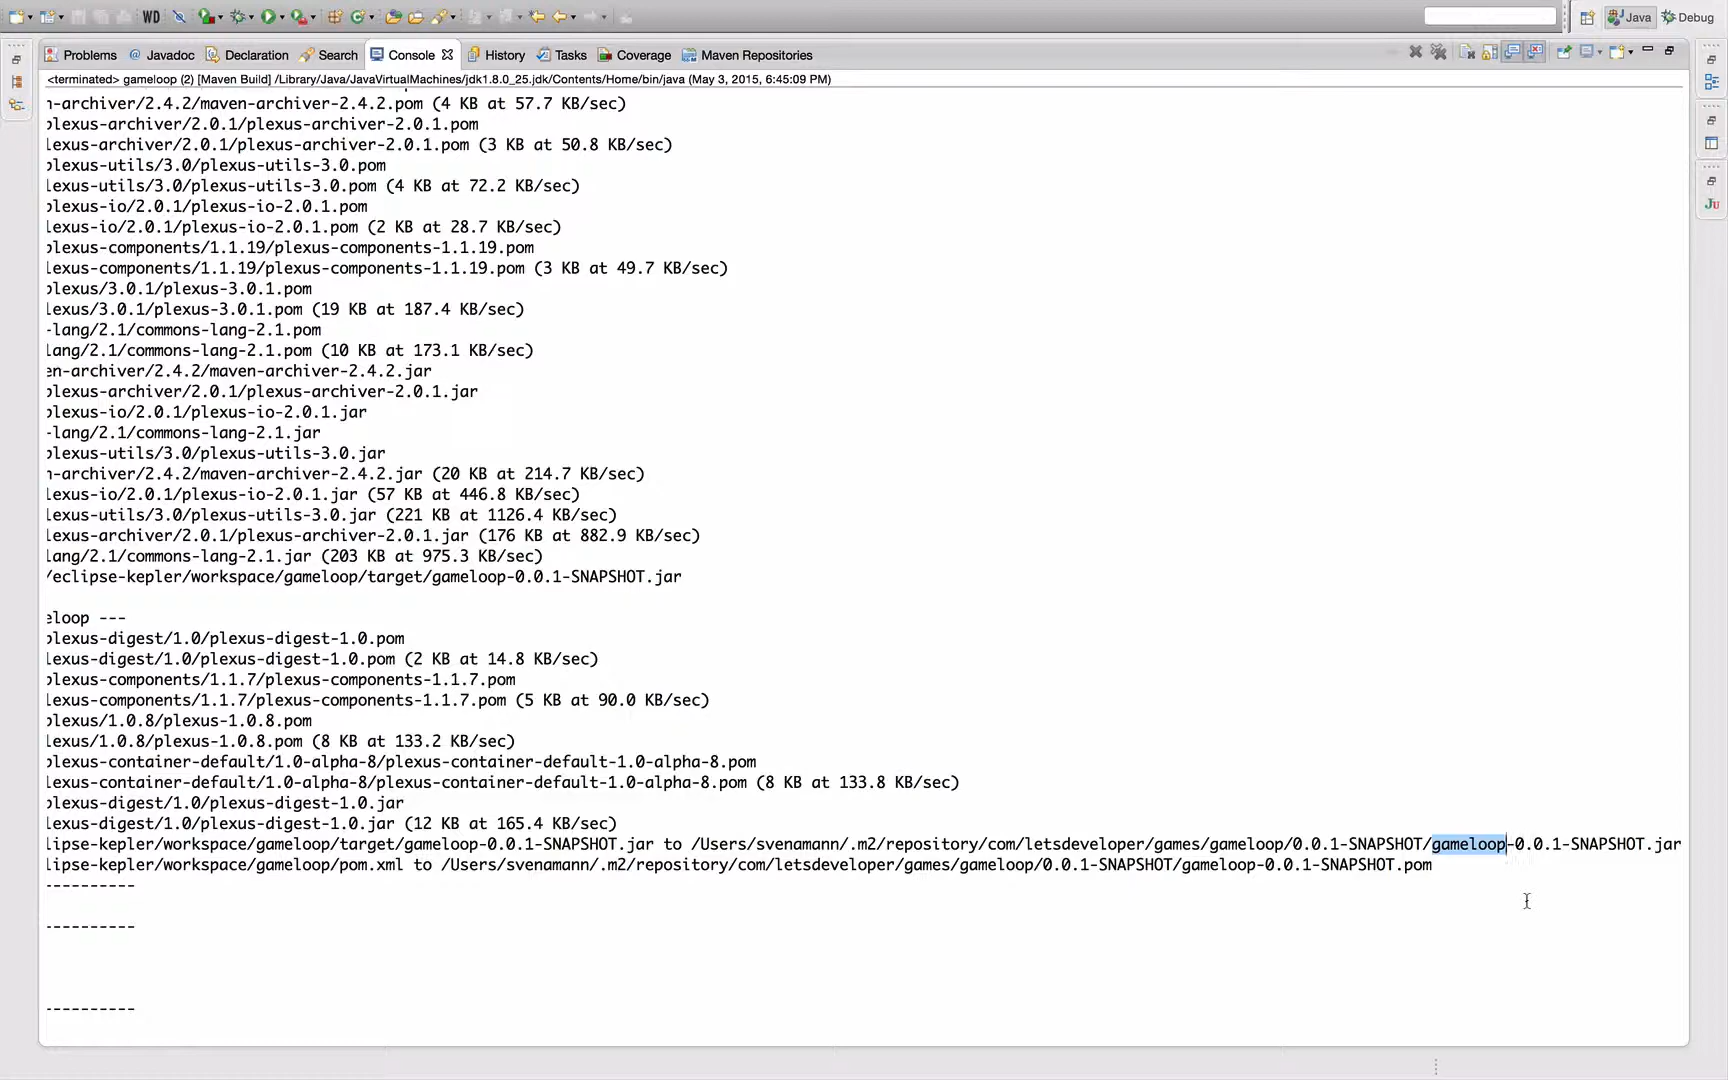 WD
Java
Debug
Problems
Javadoc
Declaration
Search
Console
History
Tasks
Coverage
Maven Repositories
<terminated> gameloop (2) [Maven Build] /Library/Java/JavaVirtualMachines/jdk1.8.0_25.jdk/Contents/Home/bin/java (May 3, 2015, 6:45:09 PM)
n-archiver/2.4.2/maven-archiver-2.4.2.pom (4 KB at 57.7 KB/sec)
plexus-archiver/2.0.1/plexus-archiver-2.0.1.pom
lexus-archiver/2.0.1/plexus-archiver-2.0.1.pom (3 KB at 50.8 KB/sec)
plexus-utils/3.0/plexus-utils-3.0.pom
lexus-utils/3.0/plexus-utils-3.0.pom (4 KB at 72.2 KB/sec)
plexus-io/2.0.1/plexus-io-2.0.1.pom
lexus-io/2.0.1/plexus-io-2.0.1.pom (2 KB at 28.7 KB/sec)
plexus-components/1.1.19/plexus-components-1.1.19.pom
lexus-components/1.1.19/plexus-components-1.1.19.pom (3 KB at 49.7 KB/sec)
plexus/3.0.1/plexus-3.0.1.pom
lexus/3.0.1/plexus-3.0.1.pom (19 KB at 187.4 KB/sec)
-lang/2.1/commons-lang-2.1.pom
lang/2.1/commons-lang-2.1.pom (10 KB at 173.1 KB/sec)
en-archiver/2.4.2/maven-archiver-2.4.2.jar
plexus-archiver/2.0.1/plexus-archiver-2.0.1.jar
plexus-io/2.0.1/plexus-io-2.0.1.jar
-lang/2.1/commons-lang-2.1.jar
plexus-utils/3.0/plexus-utils-3.0.jar
n-archiver/2.4.2/maven-archiver-2.4.2.jar (20 KB at 214.7 KB/sec)
lexus-io/2.0.1/plexus-io-2.0.1.jar (57 KB at 446.8 KB/sec)
lexus-utils/3.0/plexus-utils-3.0.jar (221 KB at 1126.4 KB/sec)
lexus-archiver/2.0.1/plexus-archiver-2.0.1.jar (176 KB at 882.9 KB/sec)
lang/2.1/commons-lang-2.1.jar (203 KB at 975.3 KB/sec)
/eclipse-kepler/workspace/gameloop/target/gameloop-0.0.1-SNAPSHOT.jar
eloop ---
plexus-digest/1.0/plexus-digest-1.0.pom
lexus-digest/1.0/plexus-digest-1.0.pom (2 KB at 14.8 KB/sec)
plexus-components/1.1.7/plexus-components-1.1.7.pom
lexus-components/1.1.7/plexus-components-1.1.7.pom (5 KB at 90.0 KB/sec)
plexus/1.0.8/plexus-1.0.8.pom
lexus/1.0.8/plexus-1.0.8.pom (8 KB at 133.2 KB/sec)
plexus-container-default/1.0-alpha-8/plexus-container-default-1.0-alpha-8.pom
lexus-container-default/1.0-alpha-8/plexus-container-default-1.0-alpha-8.pom (8 KB at 133.8 KB/sec)
plexus-digest/1.0/plexus-digest-1.0.jar
lexus-digest/1.0/plexus-digest-1.0.jar (12 KB at 165.4 KB/sec)
lipse-kepler/workspace/gameloop/target/gameloop-0.0.1-SNAPSHOT.jar to /Users/svenamann/.m2/repository/com/letsdeveloper/games/gameloop/0.0.1-SNAPSHOT/gameloop-0.0.1-SNAPSHOT.jar
lipse-kepler/workspace/gameloop/pom.xml to /Users/svenamann/.m2/repository/com/letsdeveloper/games/gameloop/0.0.1-SNAPSHOT/gameloop-0.0.1-SNAPSHOT.pom
----------
----------
----------